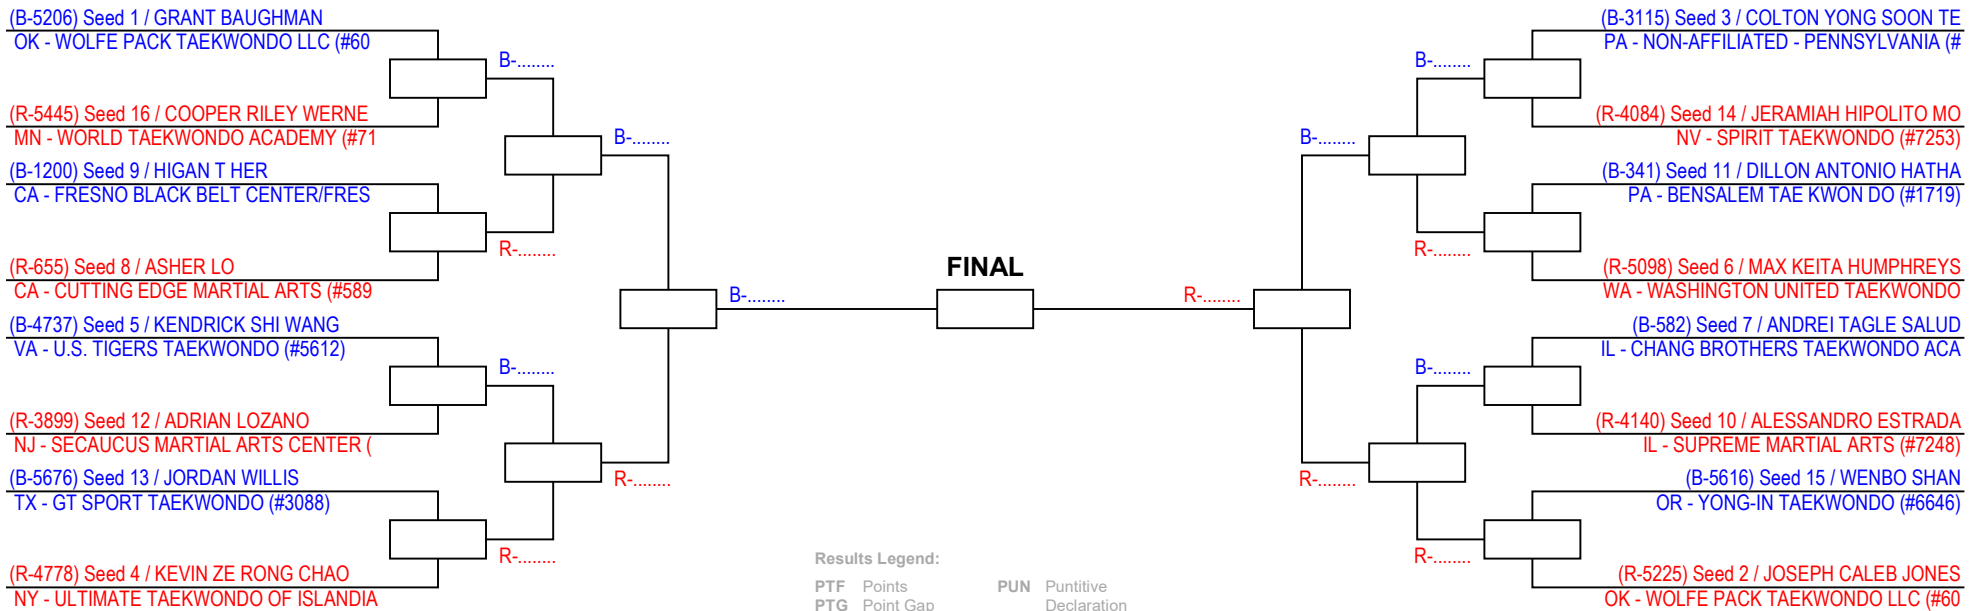 (B-5206) Seed 1 / GRANT BAUGHMAN
OK - WOLFE PACK TAEKWONDO LLC (#60
B-........
(R-5445) Seed 16 / COOPER RILEY WERNE
MN - WORLD TAEKWONDO ACADEMY (#71
B-........
(B-1200) Seed 9 / HIGAN T HER
CA - FRESNO BLACK BELT CENTER/FRES
R-........
(R-655) Seed 8 / ASHER LO
CA - CUTTING EDGE MARTIAL ARTS (#589
B-........
(B-4737) Seed 5 / KENDRICK SHI WANG
VA - U.S. TIGERS TAEKWONDO (#5612)
B-........
(R-3899) Seed 12 / ADRIAN LOZANO
NJ - SECAUCUS MARTIAL ARTS CENTER (
R-........
(B-5676) Seed 13 / JORDAN WILLIS
TX - GT SPORT TAEKWONDO (#3088)
R-........
(R-4778) Seed 4 / KEVIN ZE RONG CHAO
NY - ULTIMATE TAEKWONDO OF ISLANDIA
FINAL
(B-3115) Seed 3 / COLTON YONG SOON TE
PA - NON-AFFILIATED - PENNSYLVANIA (#
B-........
(R-4084) Seed 14 / JERAMIAH HIPOLITO MO
NV - SPIRIT TAEKWONDO (#7253)
B-........
(B-341) Seed 11 / DILLON ANTONIO HATHA
PA - BENSALEM TAE KWON DO (#1719)
R-........
(R-5098) Seed 6 / MAX KEITA HUMPHREYS
WA - WASHINGTON UNITED TAEKWONDO
R-........
(B-582) Seed 7 / ANDREI TAGLE SALUD
IL - CHANG BROTHERS TAEKWONDO ACA
B-........
(R-4140) Seed 10 / ALESSANDRO ESTRADA
IL - SUPREME MARTIAL ARTS (#7248)
R-........
(B-5616) Seed 15 / WENBO SHAN
OR - YONG-IN TAEKWONDO (#6646)
R-........
(R-5225) Seed 2 / JOSEPH CALEB JONES
OK - WOLFE PACK TAEKWONDO LLC (#60
Results Legend:
PTF Points PUN Puntitive
PTG Point Gap Declaration